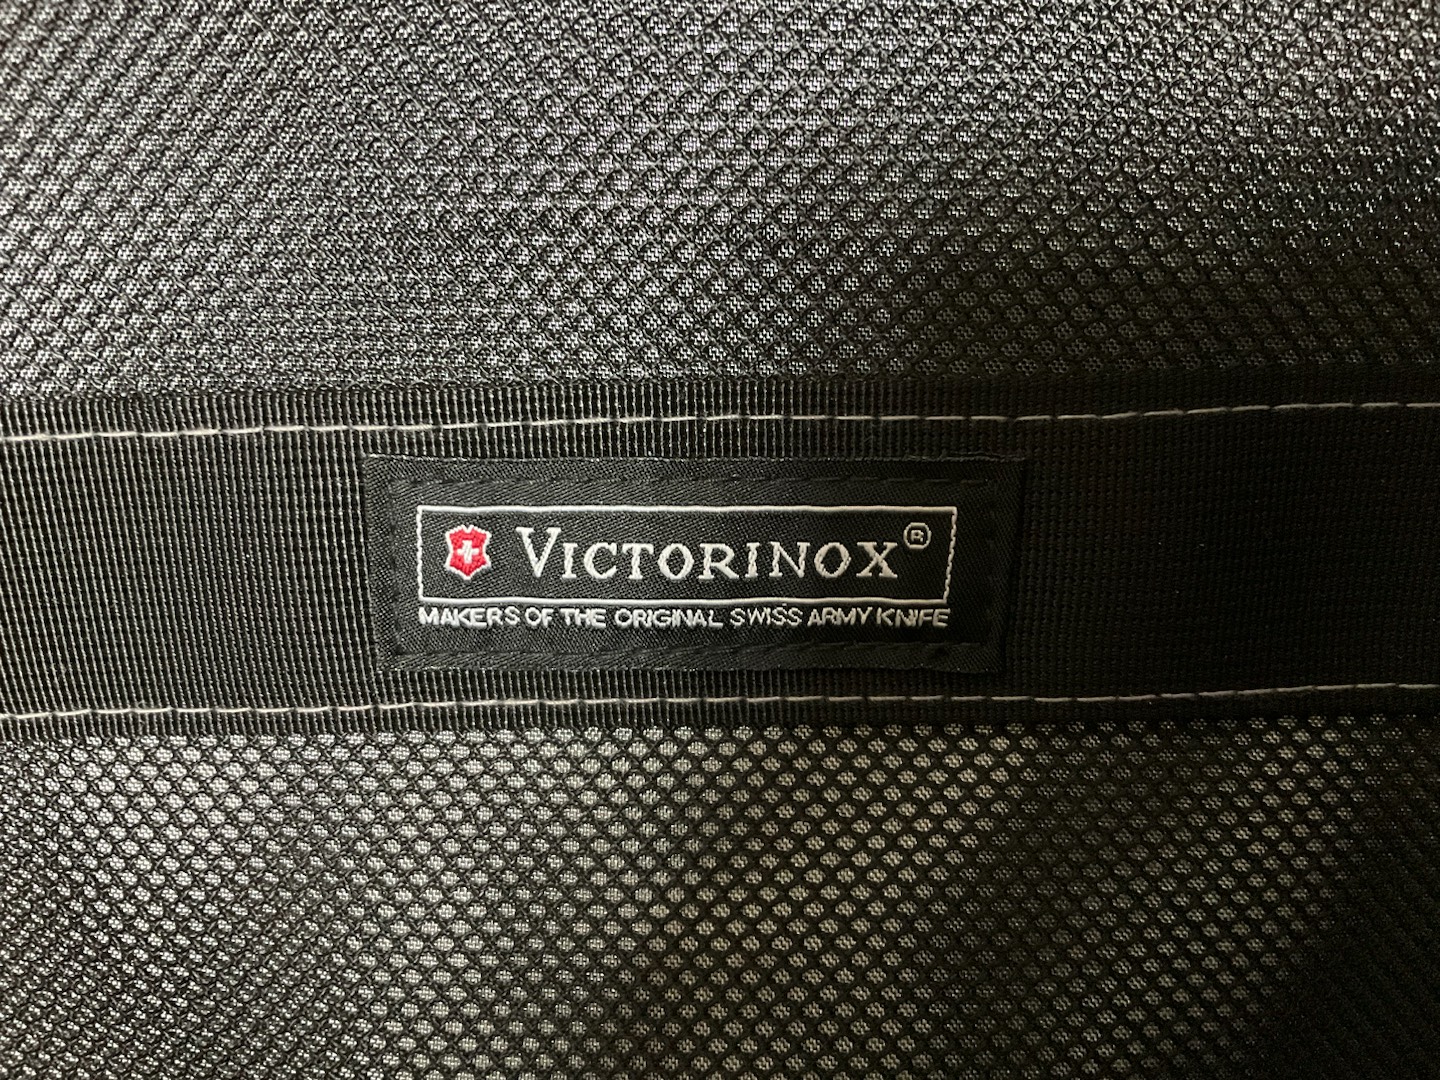 VICTORINOX®
MAKERS OF THE ORIGINAL SWISS ARMY KNIFE